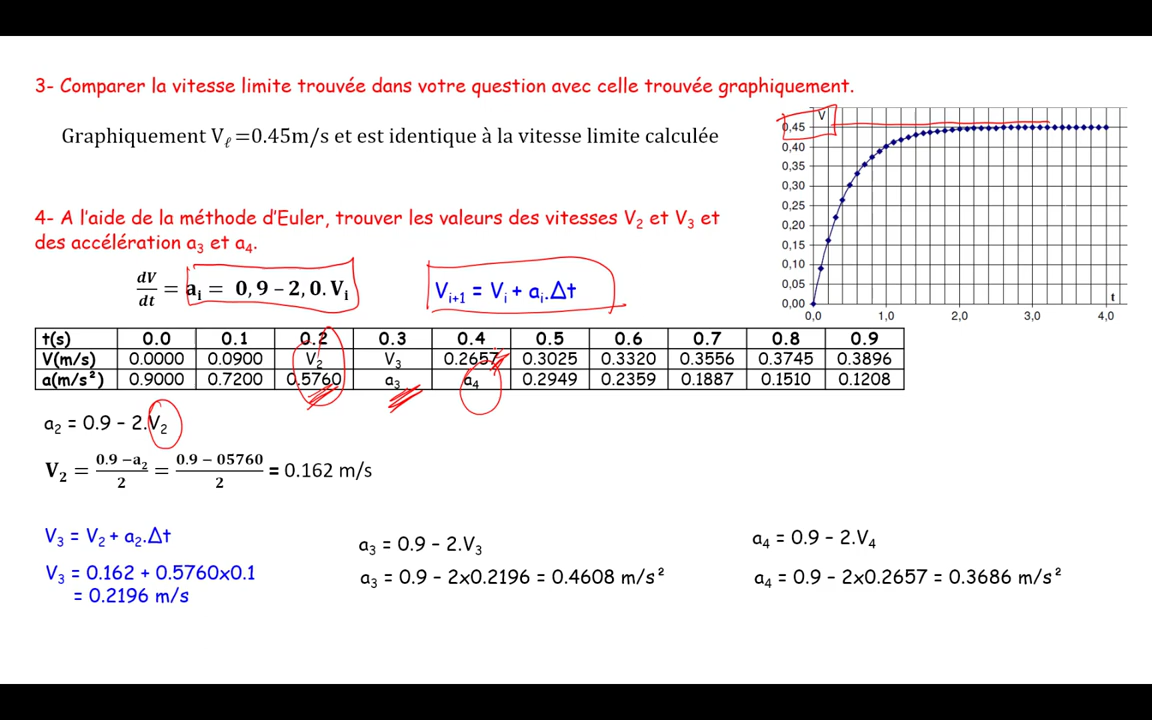 3- Comparer la vitesse limite trouvée dans votre question avec celle trouvée graphiquement.
Graphiquement Vℓ=0.45m/s et est identique à la vitesse limite calculée
V
0,45
0,40
0,35
0,30
0,25
0,20
0,15
0,10
0,05
0,00
t
0,0 1,0 2,0 3,0 4,0
4- A l'aide de la méthode d'Euler, trouver les valeurs des vitesses V₂ et V₃ et
des accélération a₃ et a₄.
dV/dt = aᵢ = 0,9 – 2,0. Vᵢ
Vᵢ₊₁ = Vᵢ + aᵢ.Δt
t(s) 0.0 0.1 0.2 0.3 0.4 0.5 0.6 0.7 0.8 0.9
V(m/s) 0.0000 0.0900 V₂ V₃ 0.2657 0.3025 0.3320 0.3556 0.3745 0.3896
a(m/s²) 0.9000 0.7200 0.5760 a₃ a₄ 0.2949 0.2359 0.1887 0.1510 0.1208
a₂ = 0.9 – 2.V₂
V₂ = (0.9 –a₂)/2 = (0.9 – 05760)/2 = 0.162 m/s
V₃ = V₂ + a₂.Δt
V₃ = 0.162 + 0.5760x0.1
= 0.2196 m/s
a₃ = 0.9 – 2.V₃
a₃ = 0.9 – 2x0.2196 = 0.4608 m/s²
a₄ = 0.9 – 2.V₄
a₄ = 0.9 – 2x0.2657 = 0.3686 m/s²